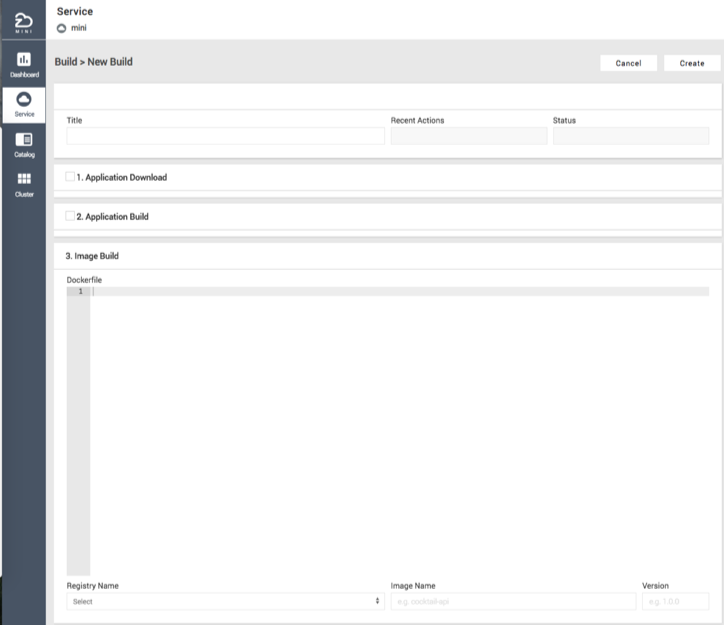 Service
mini
MINI
Dashboard
Service
Catalog
Cluster
Build > New Build
Cancel
Create
Title
Recent Actions
Status
1. Application Download
2. Application Build
3. Image Build
Dockerfile
1
Registry Name
Image Name
Version
Select
e.g. cocktail-api
e.g. 1.0.0